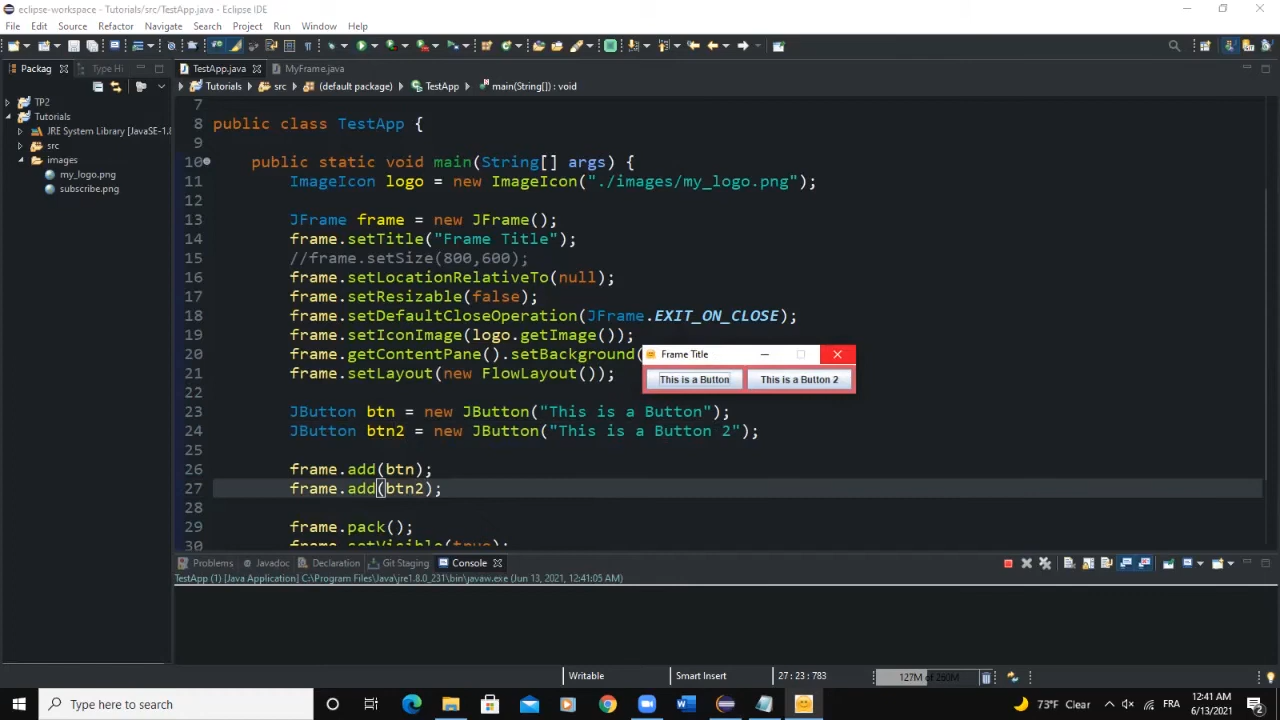 eclipse-workspace - Tutorials/src/TestApp.java - Eclipse IDE
File Edit Source Refactor Navigate Search Project Run Window Help
Packag Type Hi TestApp.java MyFrame.java
Tutorials src (default package) TestApp main(String[]) : void
TP2
Tutorials
JRE System Library [JavaSE-1.
src
images
my_logo.png
subscribe.png
7
8 public class TestApp {
9
10 public static void main(String[] args) {
11 ImageIcon logo = new ImageIcon("./images/my_logo.png");
12
13 JFrame frame = new JFrame();
14 frame.setTitle("Frame Title");
15 //frame.setSize(800,600);
16 frame.setLocationRelativeTo(null);
17 frame.setResizable(false);
18 frame.setDefaultCloseOperation(JFrame.EXIT_ON_CLOSE);
19 frame.setIconImage(logo.getImage());
20 frame.getContentPane().setBackground(
21 frame.setLayout(new FlowLayout());
22
23 JButton btn = new JButton("This is a Button");
24 JButton btn2 = new JButton("This is a Button 2");
25
26 frame.add(btn);
27 frame.add(btn2);
28
29 frame.pack();
30 frame.setVisible(true);
Frame Title
This is a Button This is a Button 2
Problems Javadoc Declaration Git Staging Console
TestApp (1) [Java Application] C:\Program Files\Java\jre1.8.0_231\bin\javaw.exe (Jun 13, 2021, 12:41:05 AM)
Writable Smart Insert 27 : 23 : 783 127M of 260M
Type here to search
73°F Clear FRA 12:41 AM
6/13/2021
2